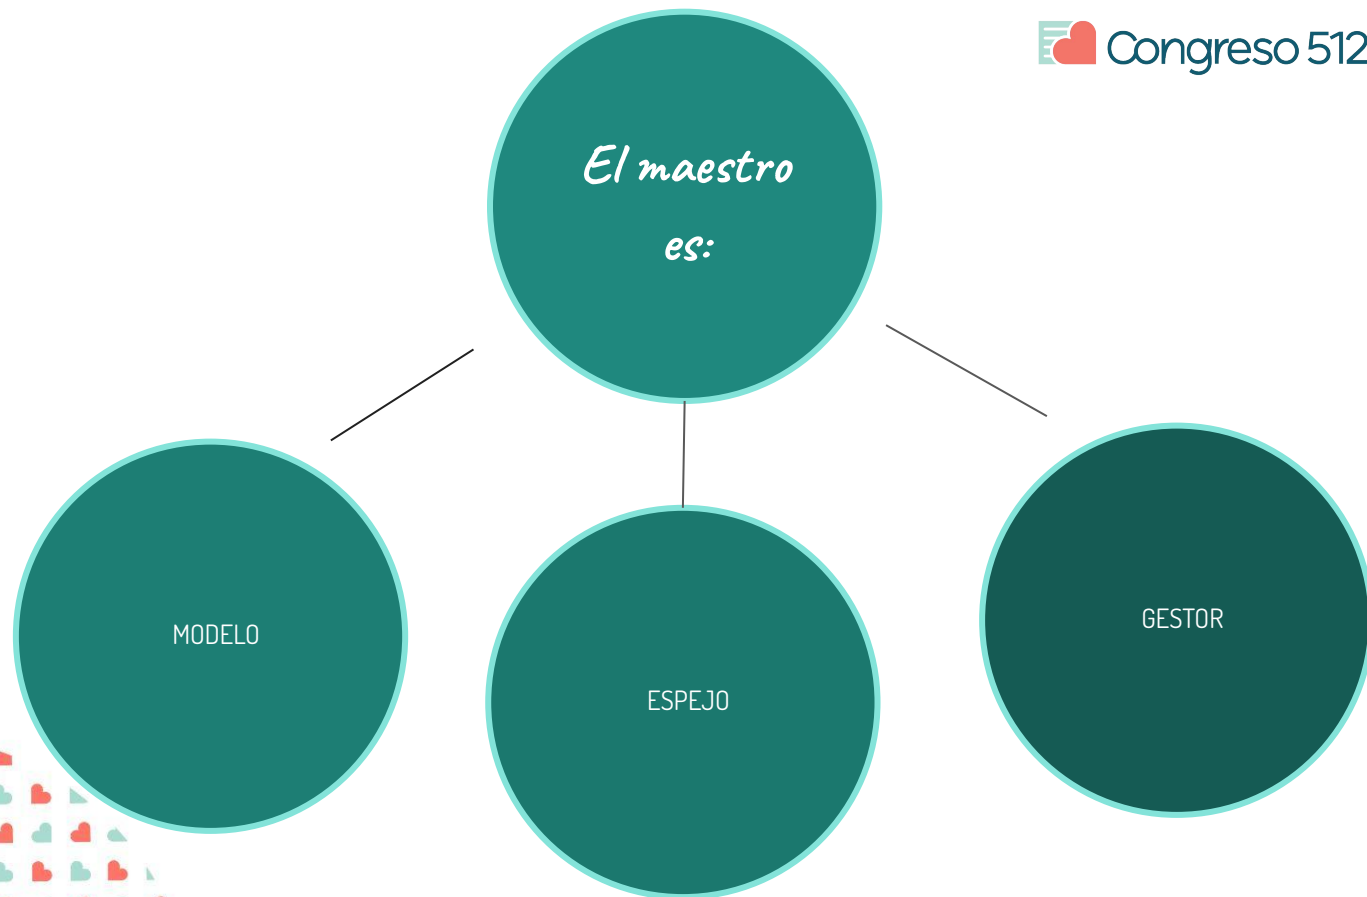 Congreso 512
El maestro
es:
MODELO
ESPEJO
GESTOR